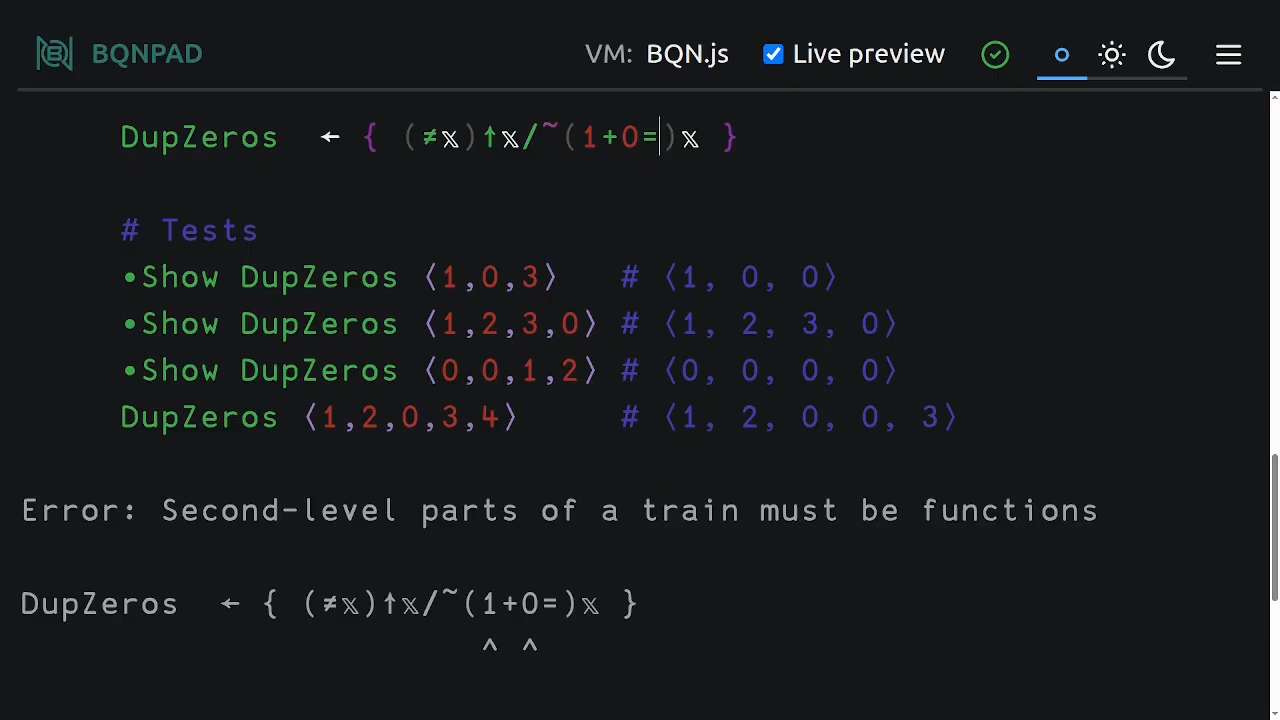 BQNPAD VM: BQN.js Live preview
DupZeros ← { (≠𝕩)↑𝕩/˜(1+0=)𝕩 }
# Tests
•Show DupZeros ⟨1,0,3⟩ # ⟨1, 0, 0⟩
•Show DupZeros ⟨1,2,3,0⟩ # ⟨1, 2, 3, 0⟩
•Show DupZeros ⟨0,0,1,2⟩ # ⟨0, 0, 0, 0⟩
DupZeros ⟨1,2,0,3,4⟩ # ⟨1, 2, 0, 0, 3⟩
Error: Second-level parts of a train must be functions
DupZeros ← { (≠𝕩)↑𝕩/˜(1+0=)𝕩 }
^ ^